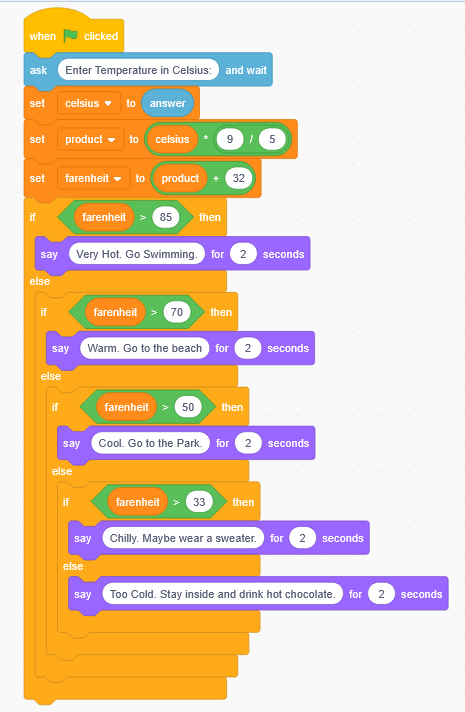 when clicked
ask Enter Temperature in Celsius: and wait
set celsius to answer
set product to celsius * 9 / 5
set farenheit to product + 32
if farenheit > 85 then
say Very Hot. Go Swimming. for 2 seconds
else
if farenheit > 70 then
say Warm. Go to the beach for 2 seconds
else
if farenheit > 50 then
say Cool. Go to the Park. for 2 seconds
else
if farenheit > 33 then
say Chilly. Maybe wear a sweater. for 2 seconds
else
say Too Cold. Stay inside and drink hot chocolate. for 2 seconds